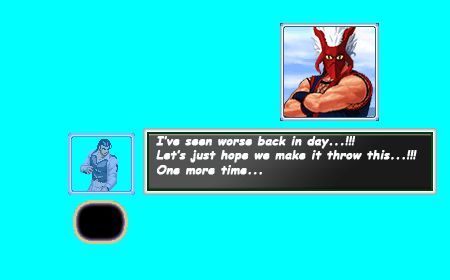 I've seen worse back in day...!!!
Let's just hope we make it throw this...!!!
One more time...